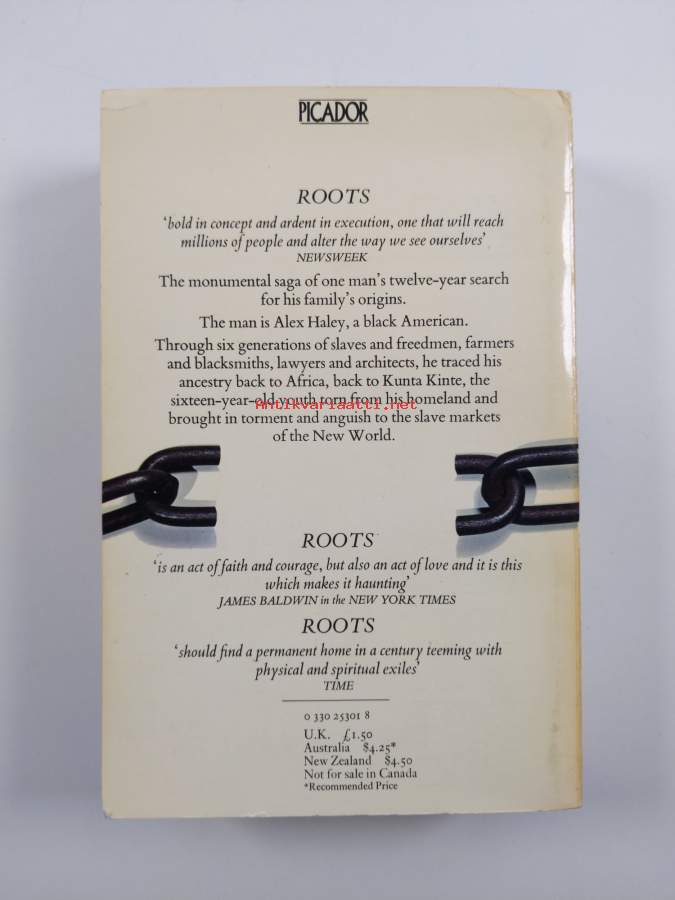 PICADOR
ROOTS
‘bold in concept and ardent in execution, one that will reach
millions of people and alter the way we see ourselves’
NEWSWEEK
The monumental saga of one man's twelve-year search
for his family's origins.
The man is Alex Haley, a black American.
Through six generations of slaves and freedmen, farmers
and blacksmiths, lawyers and architects, he traced his
ancestry back to Africa, back to Kunta Kinte, the
sixteen-year-old youth torn from his homeland and
Antikvariaatti.net
brought in torment and anguish to the slave markets
of the New World.
ROOTS
‘is an act of faith and courage, but also an act of love and it is this
which makes it haunting’
JAMES BALDWIN in the NEW YORK TIMES
ROOTS
‘should find a permanent home in a century teeming with
physical and spiritual exiles’
TIME
0 330 25301 8
U.K. £1.50
Australia $4.25*
New Zealand $4.50
Not for sale in Canada
*Recommended Price